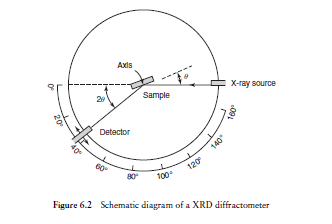 Axis
θ
X-ray source
Sample
2θ
0°
20°
Detector
40°
60°
80°
100°
120°
140°
160°
Figure 6.2 Schematic diagram of a XRD diffractometer